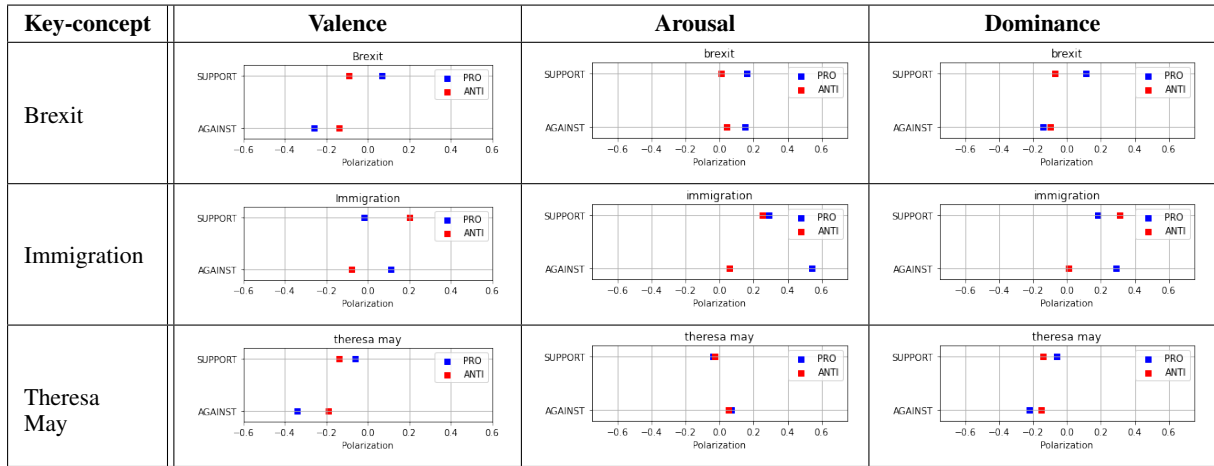 Key-concept Valence Arousal Dominance
Brexit
Brexit
SUPPORT
AGAINST
PRO
ANTI
−0.6 −0.4 −0.2 0.0 0.2 0.4 0.6
Polarization
brexit
SUPPORT
AGAINST
PRO
ANTI
−0.6 −0.4 −0.2 0.0 0.2 0.4 0.6
Polarization
brexit
SUPPORT
AGAINST
PRO
ANTI
−0.6 −0.4 −0.2 0.0 0.2 0.4 0.6
Polarization
Immigration
Immigration
SUPPORT
AGAINST
PRO
ANTI
−0.6 −0.4 −0.2 0.0 0.2 0.4 0.6
Polarization
immigration
SUPPORT
AGAINST
PRO
ANTI
−0.6 −0.4 −0.2 0.0 0.2 0.4 0.6
Polarization
immigration
SUPPORT
AGAINST
PRO
ANTI
−0.6 −0.4 −0.2 0.0 0.2 0.4 0.6
Polarization
Theresa
May
theresa may
SUPPORT
AGAINST
PRO
ANTI
−0.6 −0.4 −0.2 0.0 0.2 0.4 0.6
Polarization
theresa may
SUPPORT
AGAINST
PRO
ANTI
−0.6 −0.4 −0.2 0.0 0.2 0.4 0.6
Polarization
theresa may
SUPPORT
AGAINST
PRO
ANTI
−0.6 −0.4 −0.2 0.0 0.2 0.4 0.6
Polarization